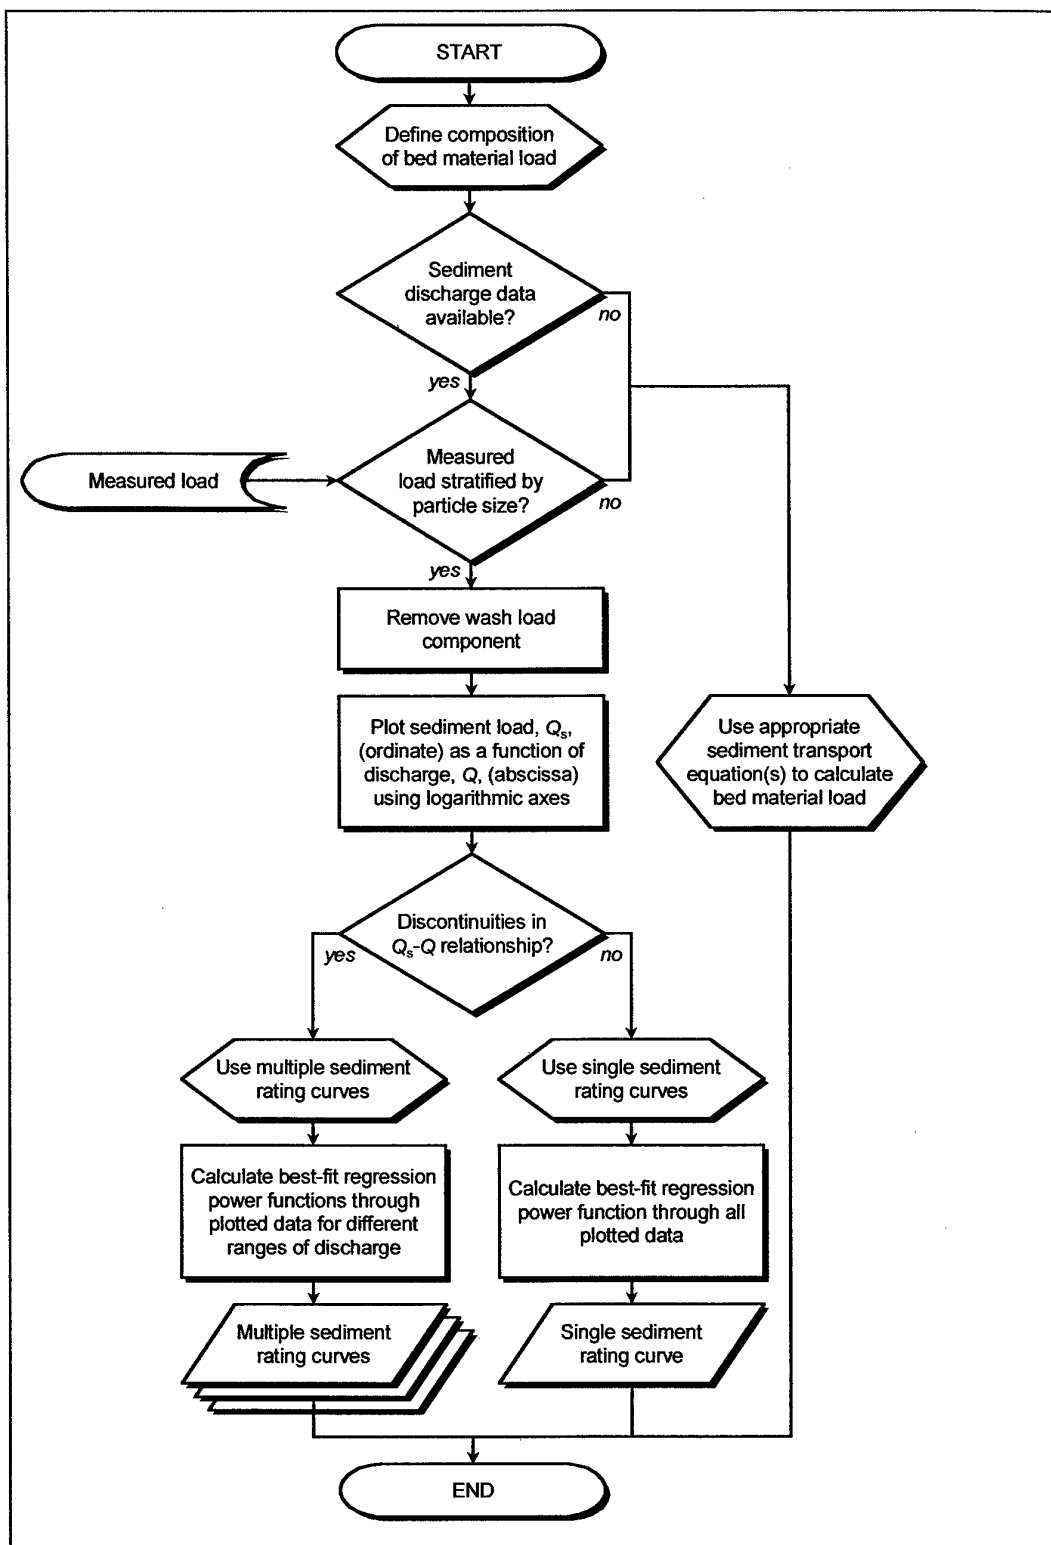 START
Define composition
of bed material load
Sediment
discharge data
available?
no
yes
Measured load
Measured
load stratified by
particle size?
no
yes
Remove wash load
component
Plot sediment load, Qs,
(ordinate) as a function of
discharge, Q, (abscissa)
using logarithmic axes
Use appropriate
sediment transport
equation(s) to calculate
bed material load
Discontinuities in
Qs-Q relationship?
yes
no
Use multiple sediment
rating curves
Use single sediment
rating curves
Calculate best-fit regression
power functions through
plotted data for different
ranges of discharge
Calculate best-fit regression
power function through all
plotted data
Multiple sediment
rating curves
Single sediment
rating curve
END